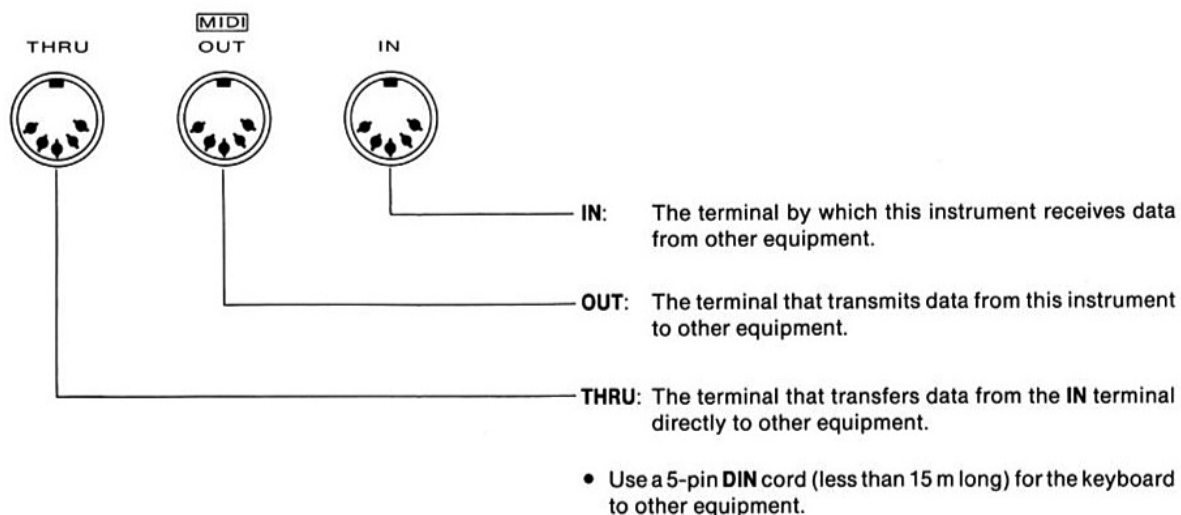 MIDI
THRU OUT IN
IN: The terminal by which this instrument receives data
from other equipment.
OUT: The terminal that transmits data from this instrument
to other equipment.
THRU: The terminal that transfers data from the IN terminal
directly to other equipment.
• Use a 5-pin DIN cord (less than 15 m long) for the keyboard
to other equipment.